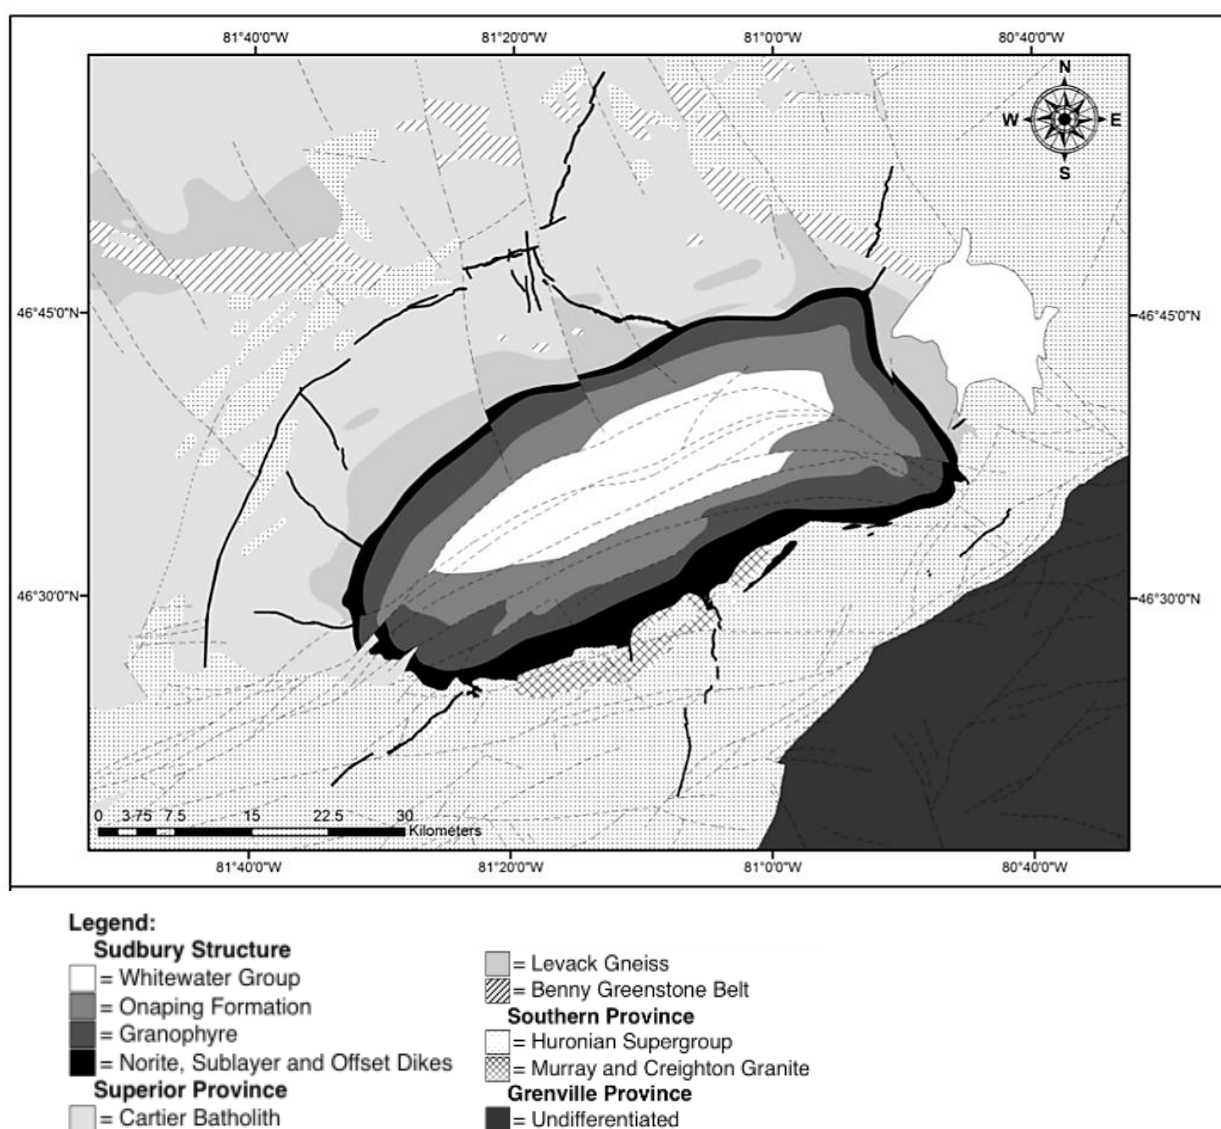 81°40'0"W 81°20'0"W 81°0'0"W 80°40'0"W
N
W E
S
46°45'0"N 46°45'0"N
46°30'0"N 46°30'0"N
0 3.75 7.5 15 22.5 30
Kilometers
81°40'0"W 81°20'0"W 81°0'0"W 80°40'0"W
Legend:
Sudbury Structure
= Whitewater Group
= Onaping Formation
= Granophyre
= Norite, Sublayer and Offset Dikes
Superior Province
= Cartier Batholith
= Levack Gneiss
= Benny Greenstone Belt
Southern Province
= Huronian Supergroup
= Murray and Creighton Granite
Grenville Province
= Undifferentiated